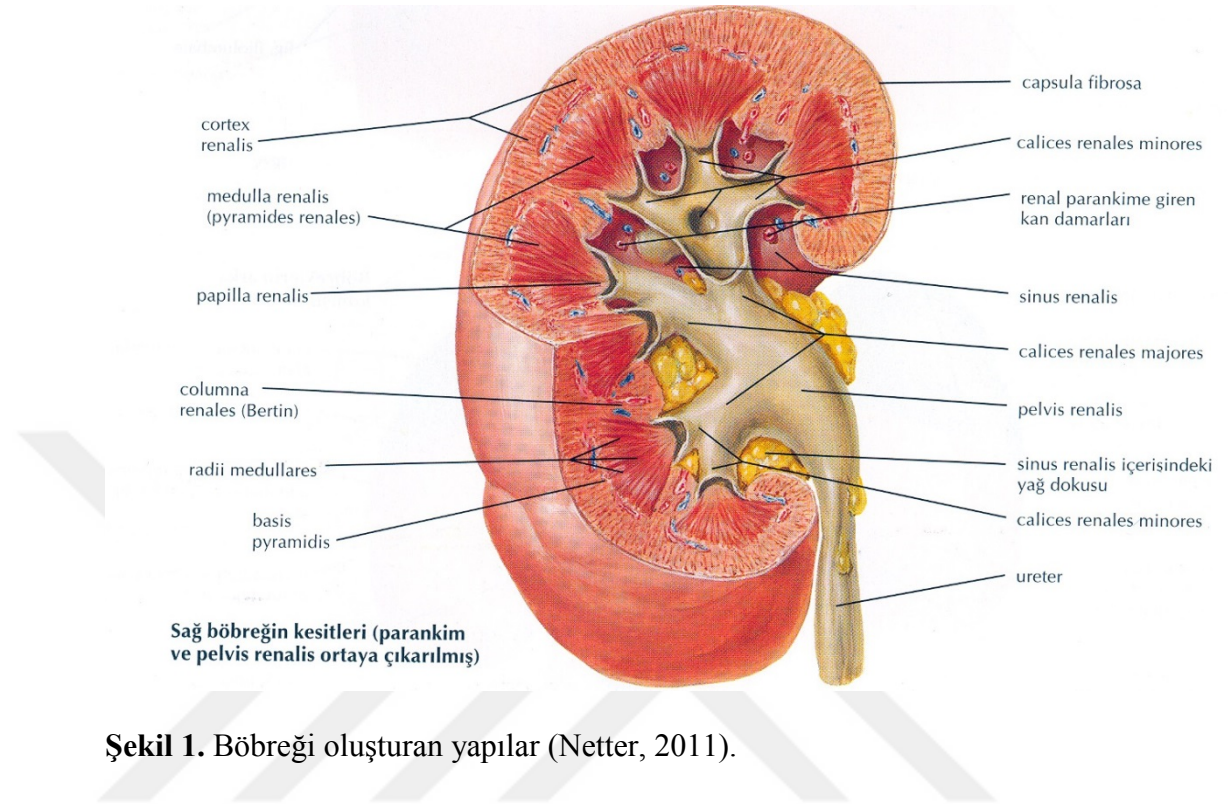 cortex
renalis
medulla renalis
(pyramides renales)
papilla renalis
columna
renales (Bertin)
radii medullares
basis
pyramidis
capsula fibrosa
calices renales minores
renal parankime giren
kan damarları
sinus renalis
calices renales majores
pelvis renalis
sinus renalis içerisindeki
yağ dokusu
calices renales minores
ureter
Sağ böbreğin kesitleri (parankim
ve pelvis renalis ortaya çıkarılmış)
Şekil 1. Böbreği oluşturan yapılar (Netter, 2011).